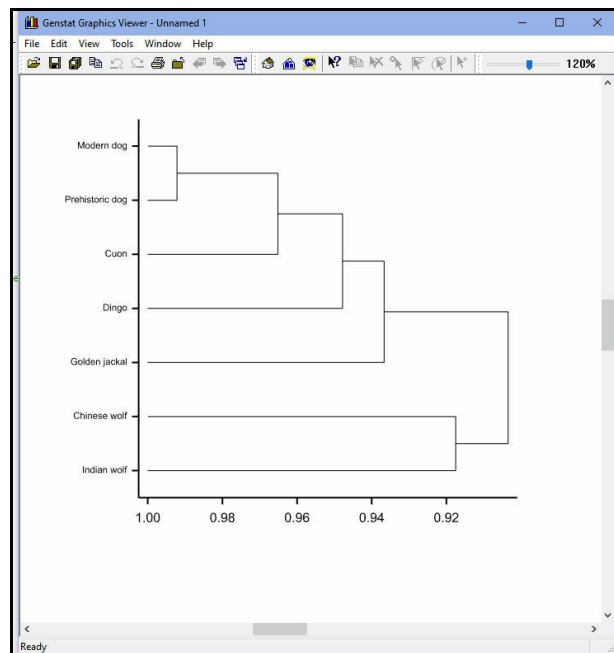 Genstat Graphics Viewer - Unnamed 1
File Edit View Tools Window Help
120%
Modern dog
Prehistoric dog
Cuon
Dingo
Golden jackal
Chinese wolf
Indian wolf
1.00 0.98 0.96 0.94 0.92
Ready